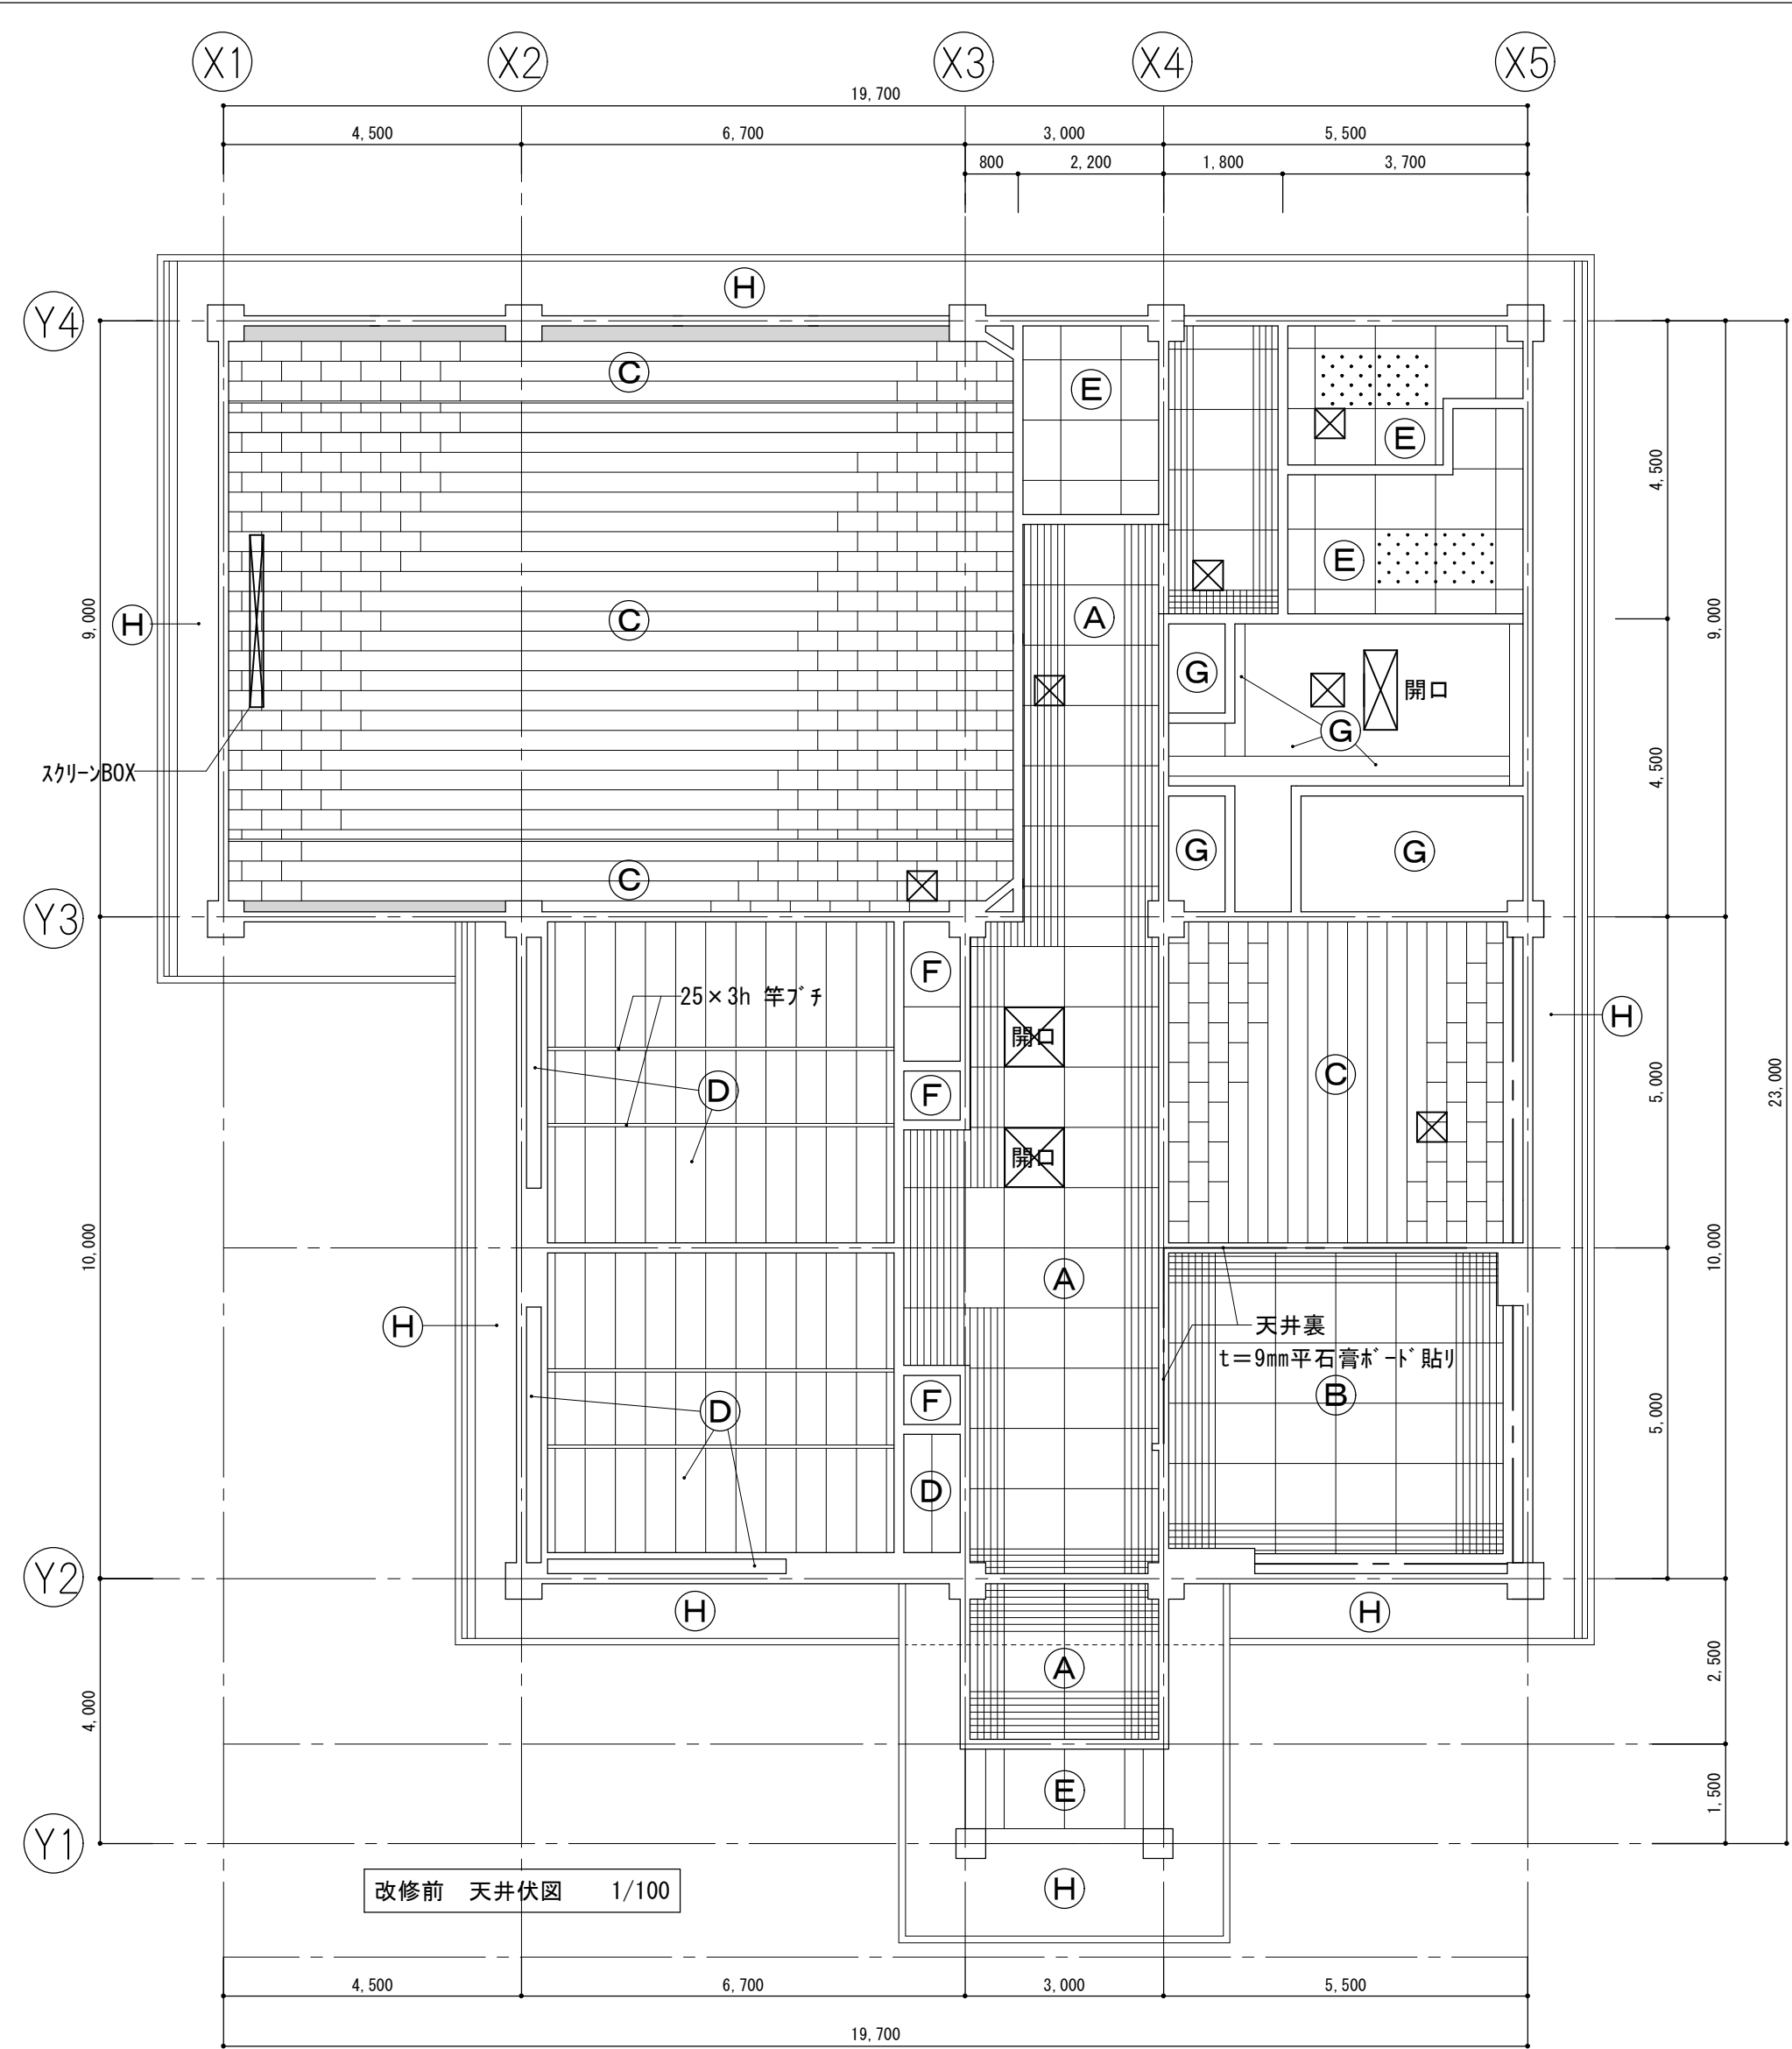 X1
X2
X3
X4
X5
19,700
4,500
6,700
3,000
5,500
800
2,200
1,800
3,700
H
Y4
C
E
E
4,500
E
9,000
H
C
A
9,000
G
開口
G
スクリーンBOX
4,500
C
G
G
Y3
F
25×3h 竿ブチ
開口
H
D
F
C
5,000
23,000
開口
10,000
A
10,000
H
天井裏
t=9mm平石膏ボード貼り
F
B
D
5,000
D
Y2
H
H
A
2,500
4,000
E
1,500
Y1
改修前 天井伏図 1/100
H
4,500
6,700
3,000
5,500
19,700